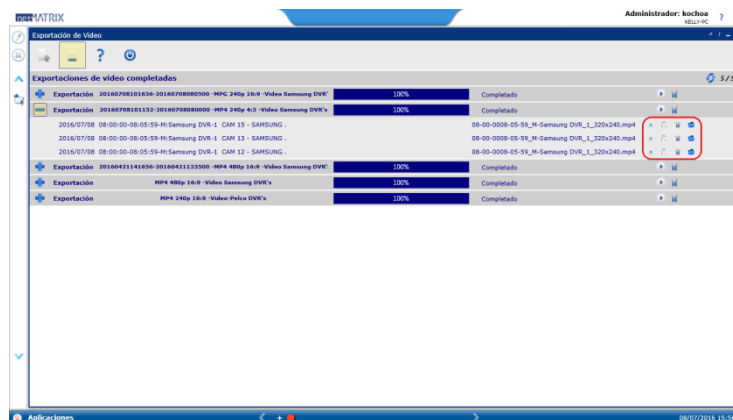 netMATRIX
Administrador: kochoa
KELLY-PC
?
Exportación de Video
?
Exportaciones de video completadas
5/5
Exportación 20160708101636-20160708080500 -MPG 240p 16:9 -Video Samsung DVR' 100% Completado
Exportación 20160708101152-20160708080000 -MP4 240p 4:3 -Video Samsung DVR's 100% Completado
2016/07/08 08:00:00-08:05:59-M:Samsung DVR-1 CAM 15 - SAMSUNG . 08-00-0008-05-59_M-Samsung DVR_1_320x240.mp4
2016/07/08 08:00:00-08:05:59-M:Samsung DVR-1 CAM 13 - SAMSUNG . 08-00-0008-05-59_M-Samsung DVR_1_320x240.mp4
2016/07/08 08:00:00-08:05:59-M:Samsung DVR-1 CAM 12 - SAMSUNG . 08-00-0008-05-59_M-Samsung DVR_1_320x240.mp4
Exportación 20160421141656-20160421133500 -MP4 480p 16:9 -Video Samsung DVR' 100% Completado
Exportación MP4 480p 16:9 -Video Samsung DVR's 100% Completado
Exportación MP4 240p 16:9 -Video-Pelco DVR's 100% Completado
Aplicaciones
08/07/2016 15:59